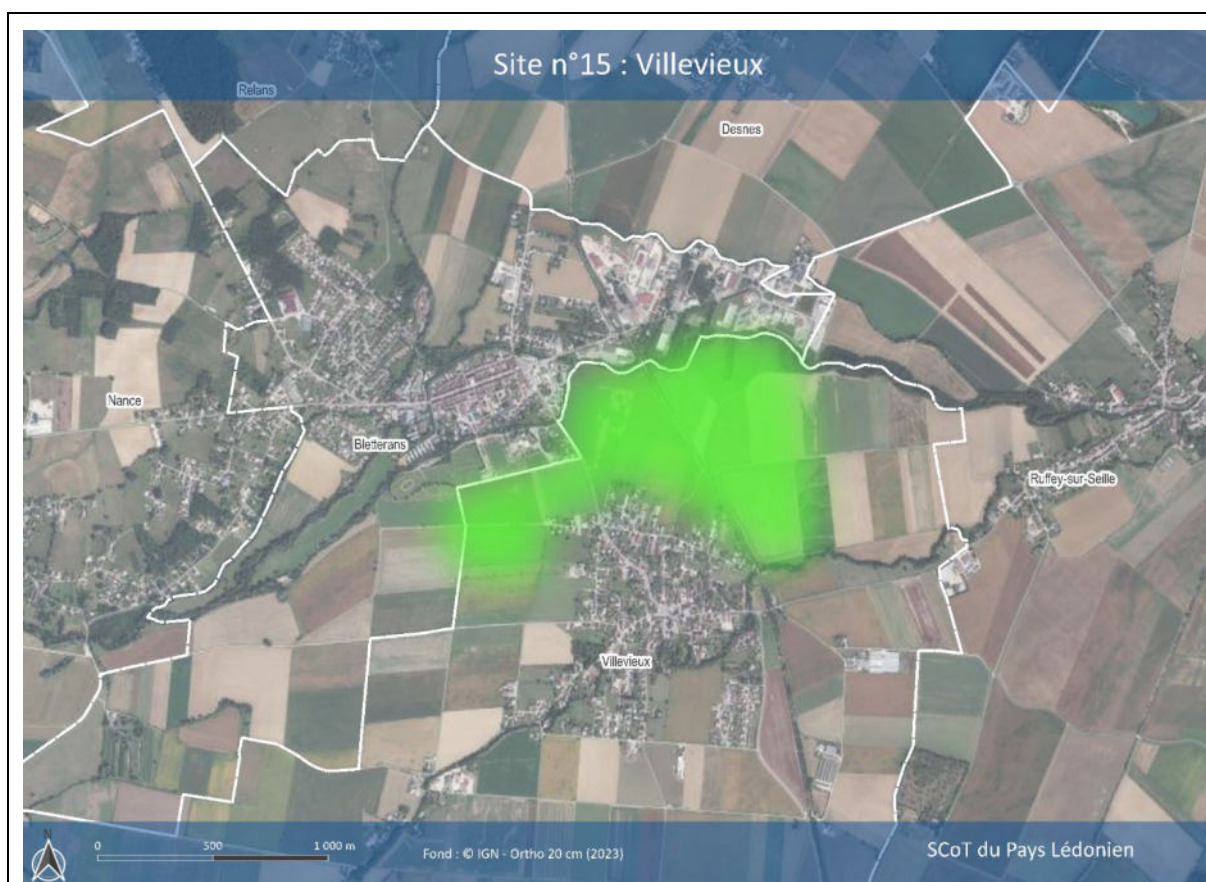 Site n°15 : Villevieux
Relans
Desnes
Nance
Bletterans
Ruffey-sur-Seille
Villevieux
N
0 500 1 000 m
Fond : © IGN - Ortho 20 cm (2023)
SCoT du Pays Lédonien